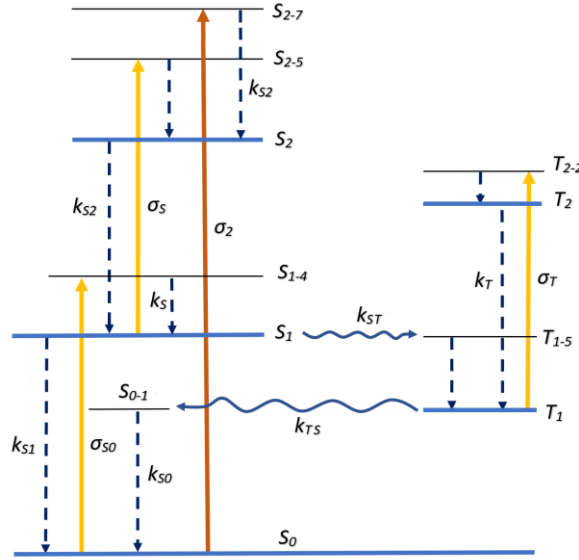 S2-7
S2-5
kS2
S2
T2-2
T2
kS2
σS
σ2
kT
σT
S1-4
kS
S1
kST
T1-5
S0-1
T1
kTS
kS1
σS0
kS0
S0